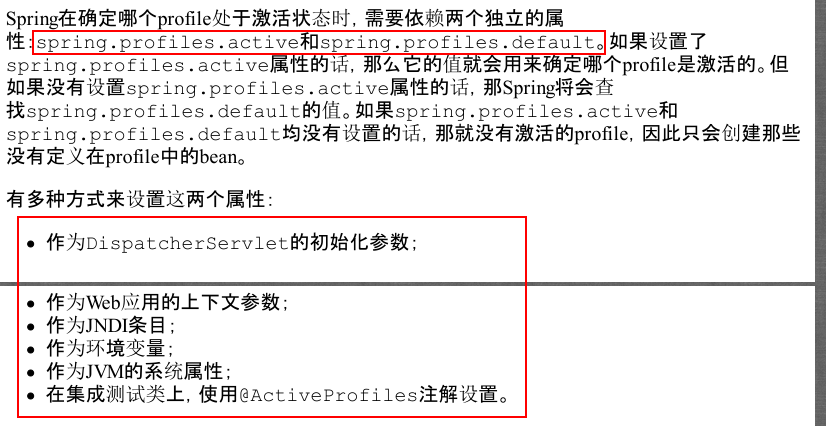 Spring在确定哪个profile处于激活状态时，需要依赖两个独立的属
性：spring.profiles.active和spring.profiles.default。如果设置了
spring.profiles.active属性的话，那么它的值就会用来确定哪个profile是激活的。但
如果没有设置spring.profiles.active属性的话，那Spring将会查
找spring.profiles.default的值。如果spring.profiles.active和
spring.profiles.default均没有设置的话，那就没有激活的profile，因此只会创建那些
没有定义在profile中的bean。
有多种方式来设置这两个属性：
● 作为DispatcherServlet的初始化参数；
● 作为Web应用的上下文参数；
● 作为JNDI条目；
● 作为环境变量；
● 作为JVM的系统属性；
● 在集成测试类上，使用@ActiveProfiles注解设置。